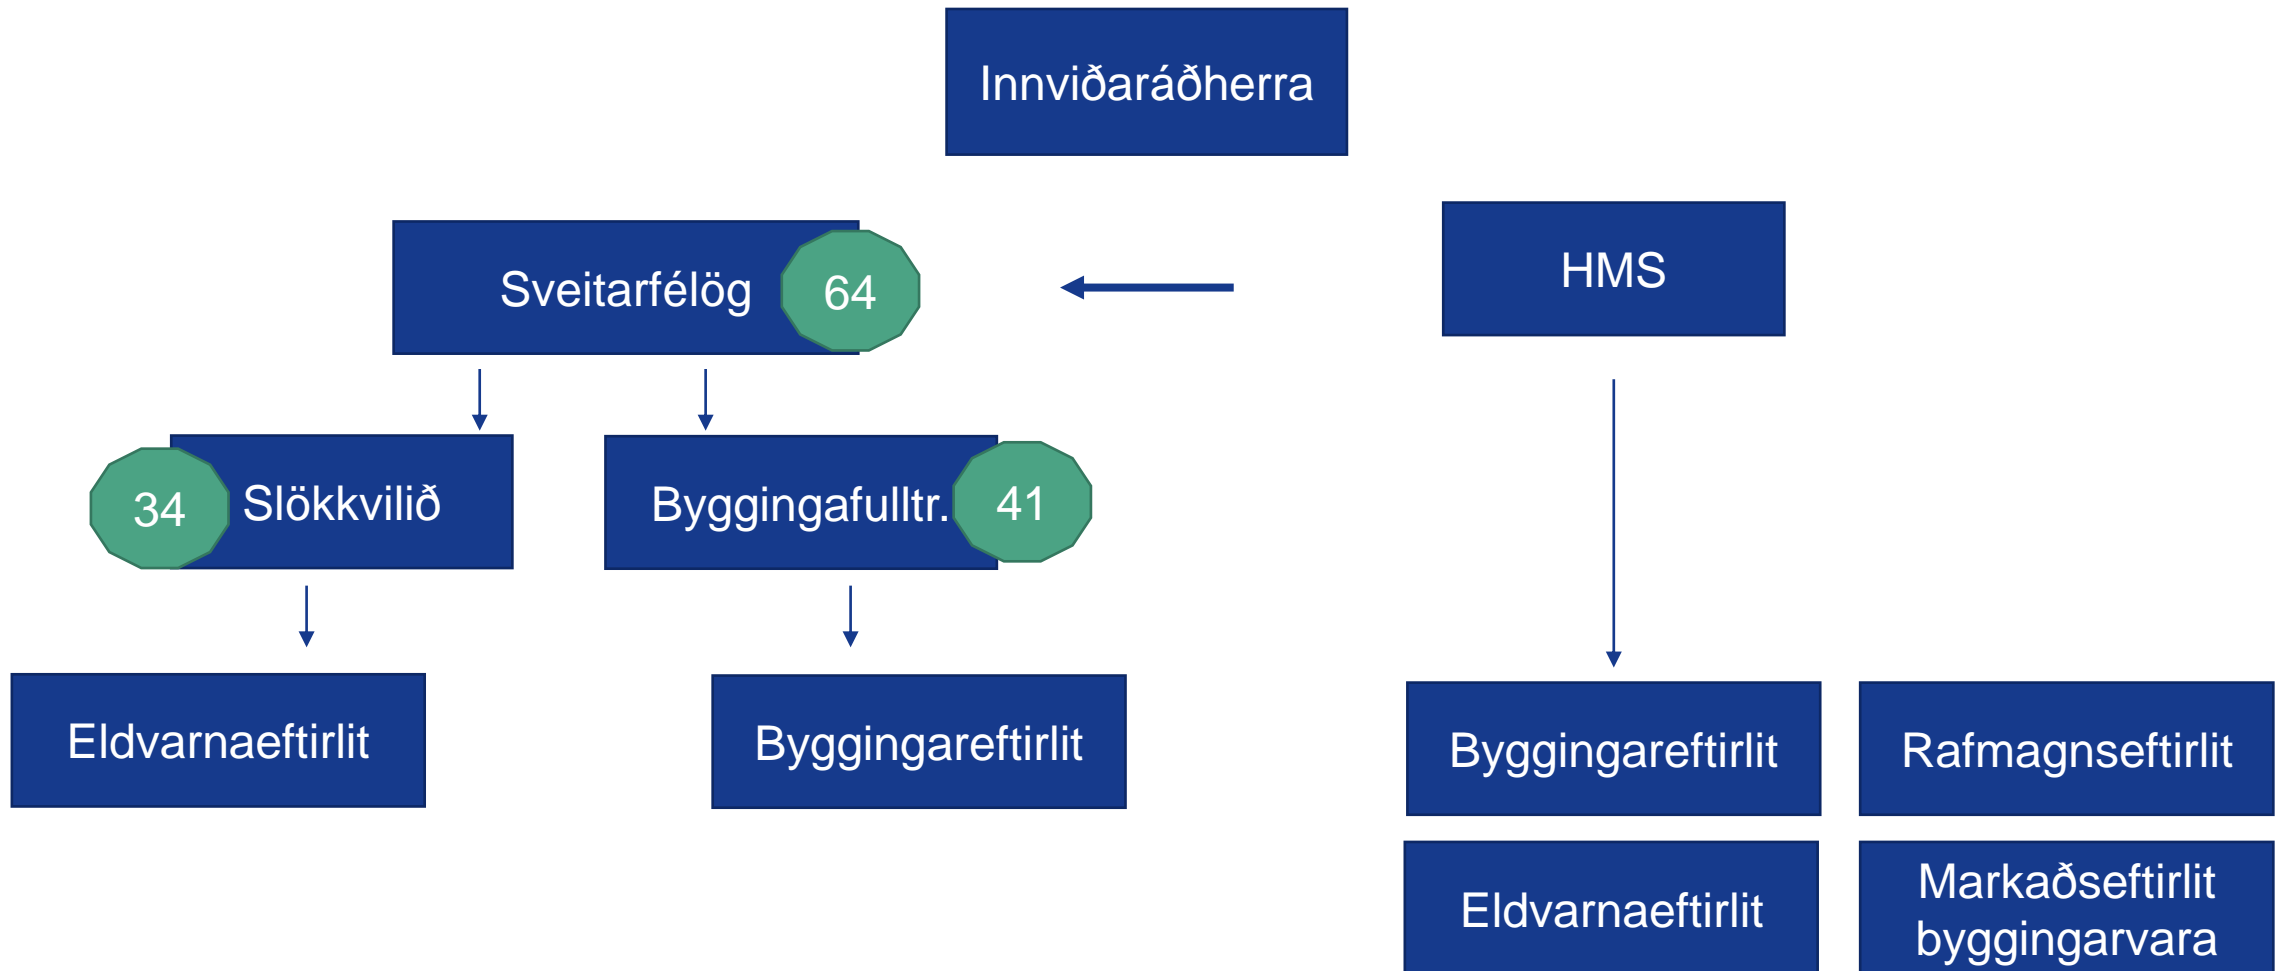 Innviðaráðherra
Sveitarfélög
64
HMS
34
Slökkvilið
Byggingafulltr.
41
Eldvarnaeftirlit
Byggingareftirlit
Byggingareftirlit
Rafmagnseftirlit
Eldvarnaeftirlit
Markaðseftirlit
byggingarvara